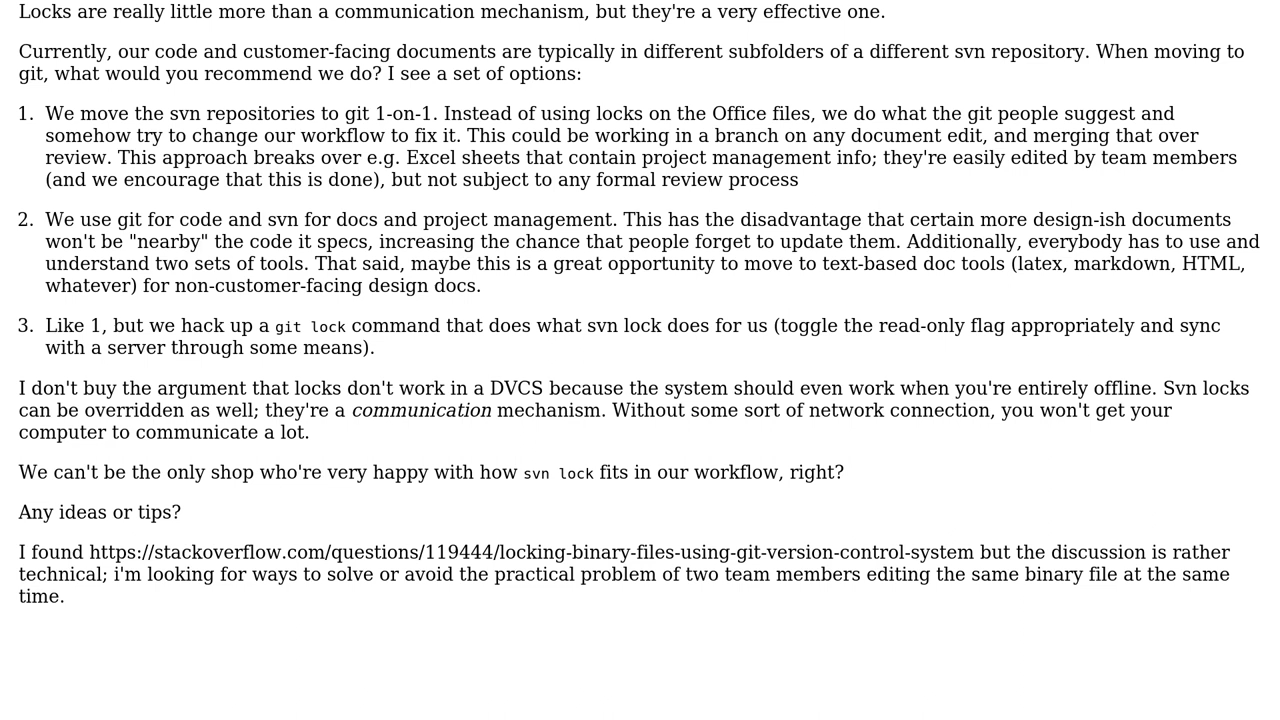 Locks are really little more than a communication mechanism, but they're a very effective one.
Currently, our code and customer-facing documents are typically in different subfolders of a different svn repository. When moving to
git, what would you recommend we do? I see a set of options:
1. We move the svn repositories to git 1-on-1. Instead of using locks on the Office files, we do what the git people suggest and
somehow try to change our workflow to fix it. This could be working in a branch on any document edit, and merging that over
review. This approach breaks over e.g. Excel sheets that contain project management info; they're easily edited by team members
(and we encourage that this is done), but not subject to any formal review process
2. We use git for code and svn for docs and project management. This has the disadvantage that certain more design-ish documents
won't be "nearby" the code it specs, increasing the chance that people forget to update them. Additionally, everybody has to use and
understand two sets of tools. That said, maybe this is a great opportunity to move to text-based doc tools (latex, markdown, HTML,
whatever) for non-customer-facing design docs.
3. Like 1, but we hack up a git lock command that does what svn lock does for us (toggle the read-only flag appropriately and sync
with a server through some means).
I don't buy the argument that locks don't work in a DVCS because the system should even work when you're entirely offline. Svn locks
can be overridden as well; they're a communication mechanism. Without some sort of network connection, you won't get your
computer to communicate a lot.
We can't be the only shop who're very happy with how svn lock fits in our workflow, right?
Any ideas or tips?
I found https://stackoverflow.com/questions/119444/locking-binary-files-using-git-version-control-system but the discussion is rather
technical; i'm looking for ways to solve or avoid the practical problem of two team members editing the same binary file at the same
time.